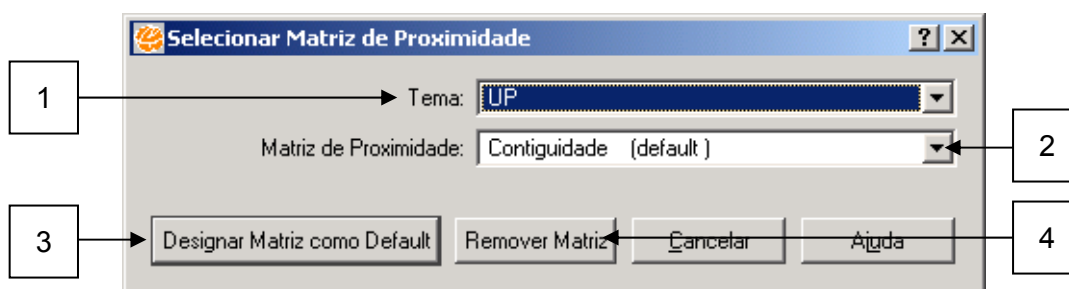 Selecionar Matriz de Proximidade ? ×
1 Tema: UP
Matriz de Proximidade: Contiguidade (default ) 2
3 Designar Matriz como Default Remover Matriz Cancelar Ajuda 4